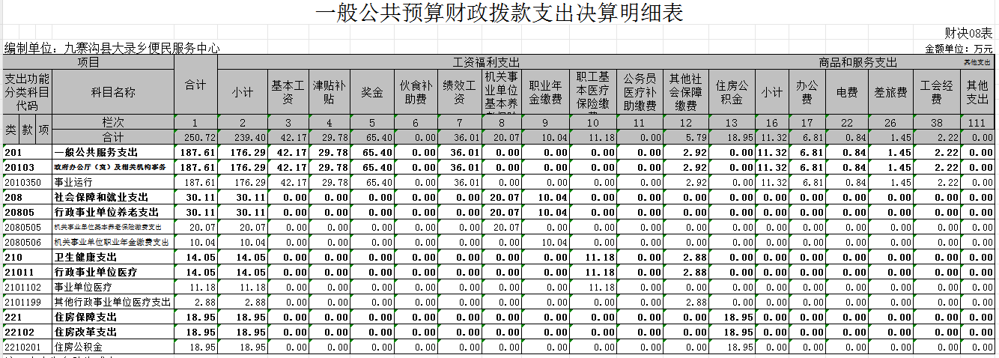 一般公共预算财政拨款支出决算明细表
财决08表
编制单位：九寨沟县大录乡便民服务中心 金额单位：万元
项目 合计 工资福利支出 商品和服务支出 其他支出
支出功能分类科目代码 科目名称 小计 基本工资 津贴补贴 奖金 伙食补助费 绩效工资 机关事业单位基本养 职业年金缴费 职工基本医疗保险缴 公务员医疗补助缴费 其他社会保障缴费 住房公积金 小计 办公费 电费 差旅费 工会经费 其他支出
类 款 项 栏次 1 2 3 4 5 6 7 8 9 10 11 12 13 16 17 22 26 38 111
合计 250.72 239.40 42.17 29.78 65.40 0.00 36.01 20.07 10.04 11.18 0.00 5.79 18.95 11.32 6.81 0.84 1.45 2.22 0.00
201 一般公共服务支出 187.61 176.29 42.17 29.78 65.40 0.00 36.01 0.00 0.00 0.00 0.00 2.92 0.00 11.32 6.81 0.84 1.45 2.22 0.00
20103 政府办公厅（室）及相关机构事务 187.61 176.29 42.17 29.78 65.40 0.00 36.01 0.00 0.00 0.00 0.00 2.92 0.00 11.32 6.81 0.84 1.45 2.22 0.00
2010350 事业运行 187.61 176.29 42.17 29.78 65.40 0.00 36.01 0.00 0.00 0.00 0.00 2.92 0.00 11.32 6.81 0.84 1.45 2.22 0.00
208 社会保障和就业支出 30.11 30.11 0.00 0.00 0.00 0.00 0.00 20.07 10.04 0.00 0.00 0.00 0.00 0.00 0.00 0.00 0.00 0.00 0.00
20805 行政事业单位养老支出 30.11 30.11 0.00 0.00 0.00 0.00 0.00 20.07 10.04 0.00 0.00 0.00 0.00 0.00 0.00 0.00 0.00 0.00 0.00
2080505 机关事业单位基本养老保险缴费支出 20.07 20.07 0.00 0.00 0.00 0.00 0.00 20.07 0.00 0.00 0.00 0.00 0.00 0.00 0.00 0.00 0.00 0.00 0.00
2080506 机关事业单位职业年金缴费支出 10.04 10.04 0.00 0.00 0.00 0.00 0.00 0.00 10.04 0.00 0.00 0.00 0.00 0.00 0.00 0.00 0.00 0.00 0.00
210 卫生健康支出 14.05 14.05 0.00 0.00 0.00 0.00 0.00 0.00 0.00 11.18 0.00 2.88 0.00 0.00 0.00 0.00 0.00 0.00 0.00
21011 行政事业单位医疗 14.05 14.05 0.00 0.00 0.00 0.00 0.00 0.00 0.00 11.18 0.00 2.88 0.00 0.00 0.00 0.00 0.00 0.00 0.00
2101102 事业单位医疗 11.18 11.18 0.00 0.00 0.00 0.00 0.00 0.00 0.00 11.18 0.00 0.00 0.00 0.00 0.00 0.00 0.00 0.00 0.00
2101199 其他行政事业单位医疗支出 2.88 2.88 0.00 0.00 0.00 0.00 0.00 0.00 0.00 0.00 0.00 2.88 0.00 0.00 0.00 0.00 0.00 0.00 0.00
221 住房保障支出 18.95 18.95 0.00 0.00 0.00 0.00 0.00 0.00 0.00 0.00 0.00 0.00 18.95 0.00 0.00 0.00 0.00 0.00 0.00
22102 住房改革支出 18.95 18.95 0.00 0.00 0.00 0.00 0.00 0.00 0.00 0.00 0.00 0.00 18.95 0.00 0.00 0.00 0.00 0.00 0.00
2210201 住房公积金 18.95 18.95 0.00 0.00 0.00 0.00 0.00 0.00 0.00 0.00 0.00 0.00 18.95 0.00 0.00 0.00 0.00 0.00 0.00